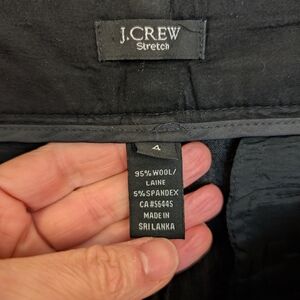 J.CREW
Stretch
4
95% WOOL/
LAINE
5% SPANDEX
CA#56445
MADE IN
SRI LANKA